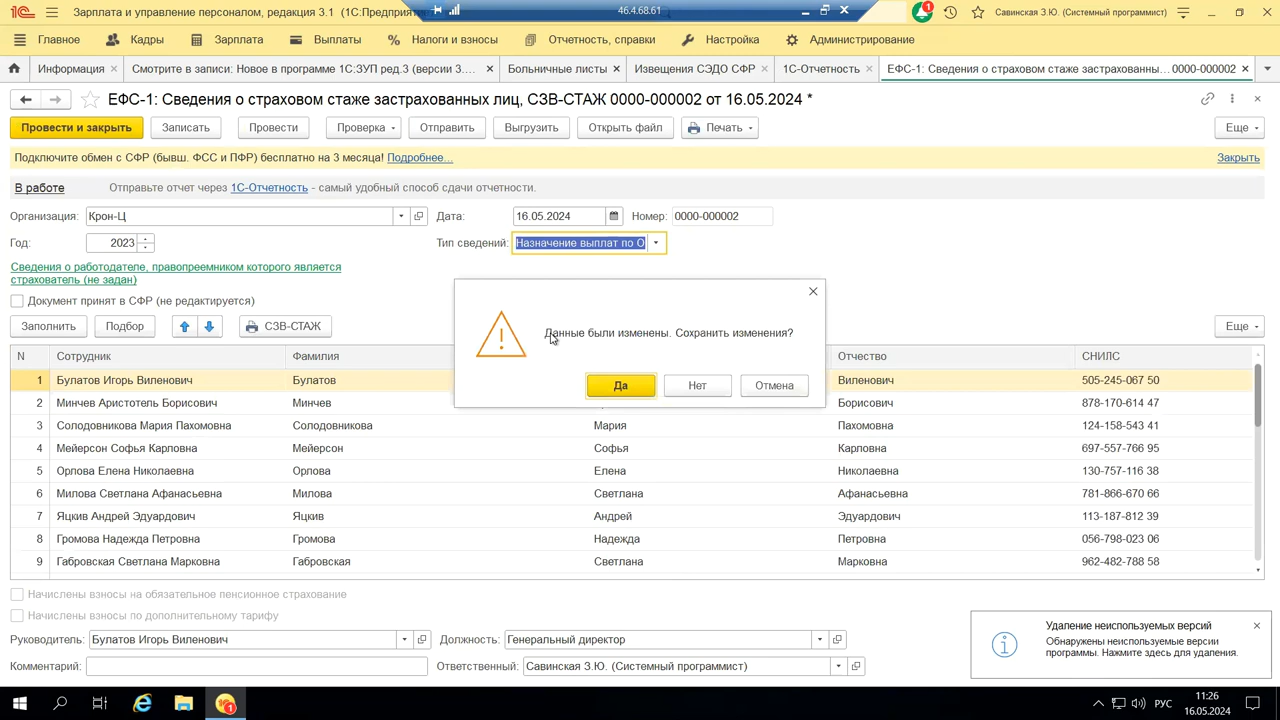 Зарплата и управление персоналом, редакция 3.1 (1С:Предприя
46.4.68.61
1
Савинская З.Ю. (Системный программист)
Главное
Кадры
Зарплата
Выплаты
Налоги и взносы
Отчетность, справки
Настройка
Администрирование
Информация
Смотрите в записи: Новое в программе 1С:ЗУП ред.3 (версии 3....
Больничные листы
Извещения СЭДО СФР
1С-Отчетность
ЕФС-1: Сведения о страховом стаже застрахованны... 0000-000002
ЕФС-1: Сведения о страховом стаже застрахованных лиц, СЗВ-СТАЖ 0000-000002 от 16.05.2024 *
Провести и закрыть
Записать
Провести
Проверка
Отправить
Выгрузить
Открыть файл
Печать
Еще
Подключите обмен с СФР (бывш. ФСС и ПФР) бесплатно на 3 месяца! Подробнее...
Закрыть
В работе
Отправьте отчет через 1С-Отчетность - самый удобный способ сдачи отчетности.
Организация:
Крон-Ц
Дата:
16.05.2024
Номер:
0000-000002
Год:
2023
Тип сведений:
Назначение выплат по О
Сведения о работодателе, правопреемником которого является
страхователь (не задан)
Документ принят в СФР (не редактируется)
Заполнить
Подбор
СЗВ-СТАЖ
Еще
Данные были изменены. Сохранить изменения?
Да
Нет
Отмена
N
Сотрудник
Фамилия
Отчество
СНИЛС
1
Булатов Игорь Виленович
Булатов
Виленович
505-245-067 50
2
Минчев Аристотель Борисович
Минчев
Борисович
878-170-614 47
3
Солодовникова Мария Пахомовна
Солодовникова
Мария
Пахомовна
124-158-543 41
4
Мейерсон Софья Карловна
Мейерсон
Софья
Карловна
697-557-766 95
5
Орлова Елена Николаевна
Орлова
Елена
Николаевна
130-757-116 38
6
Милова Светлана Афанасьевна
Милова
Светлана
Афанасьевна
781-866-670 66
7
Яцкив Андрей Эдуардович
Яцкив
Андрей
Эдуардович
113-187-812 39
8
Громова Надежда Петровна
Громова
Надежда
Петровна
056-798-023 06
9
Габровская Светлана Марковна
Габровская
Светлана
Марковна
962-482-788 58
Начислены взносы на обязательное пенсионное страхование
Начислены взносы по дополнительному тарифу
Руководитель:
Булатов Игорь Виленович
Должность:
Генеральный директор
Комментарий:
Ответственный:
Савинская З.Ю. (Системный программист)
Удаление неиспользуемых версий
Обнаружены неиспользуемые версии
программы. Нажмите здесь для удаления.
1
РУС
11:26
16.05.2024